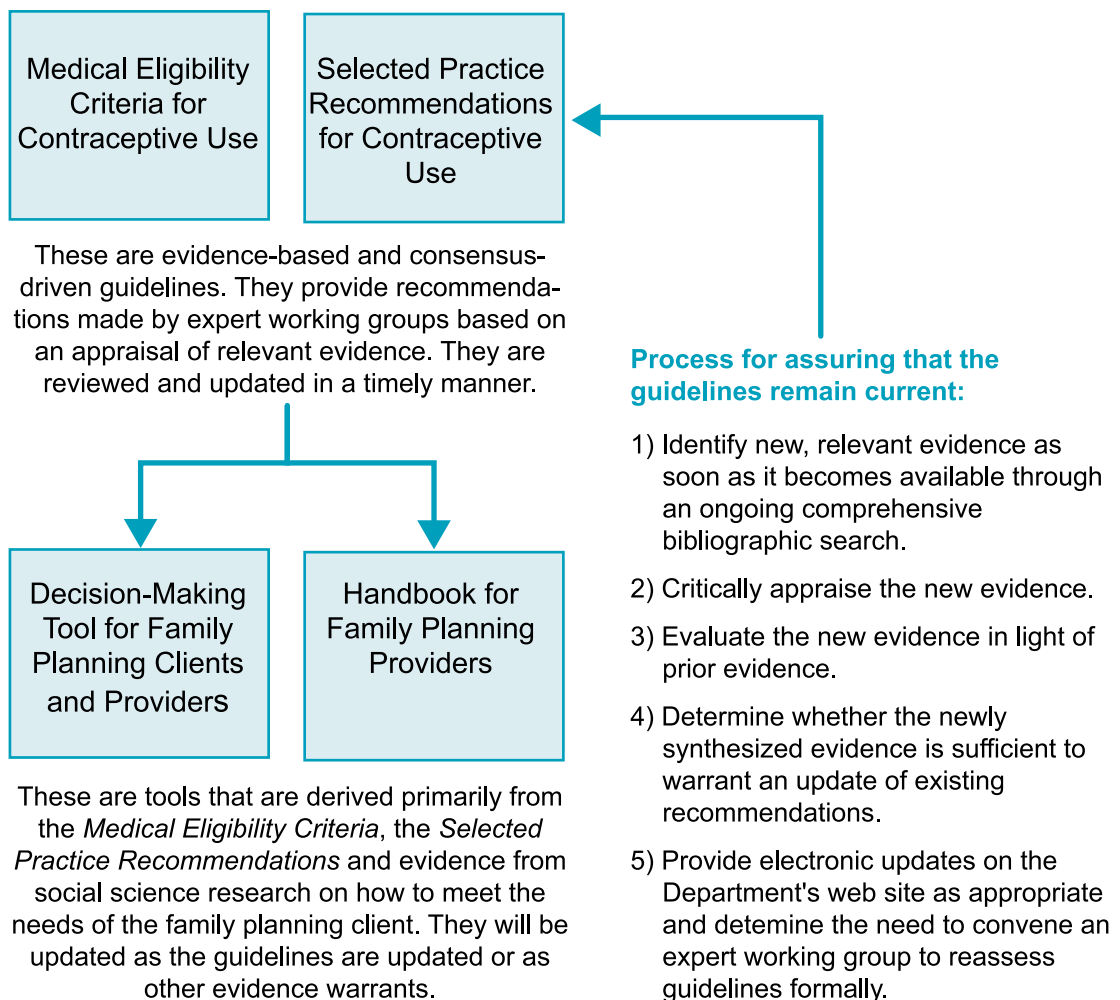 Medical Eligibility
Criteria for
Contraceptive Use
Selected Practice
Recommendations
for Contraceptive
Use
These are evidence-based and consensus-
driven guidelines. They provide recommenda-
tions made by expert working groups based on
an appraisal of relevant evidence. They are
reviewed and updated in a timely manner.
Decision-Making
Tool for Family
Planning Clients
and Providers
Handbook for
Family Planning
Providers
These are tools that are derived primarily from
the Medical Eligibility Criteria, the Selected
Practice Recommendations and evidence from
social science research on how to meet the
needs of the family planning client. They will be
updated as the guidelines are updated or as
other evidence warrants.
Process for assuring that the
guidelines remain current:
1) Identify new, relevant evidence as
soon as it becomes available through
an ongoing comprehensive
bibliographic search.
2) Critically appraise the new evidence.
3) Evaluate the new evidence in light of
prior evidence.
4) Determine whether the newly
synthesized evidence is sufficient to
warrant an update of existing
recommendations.
5) Provide electronic updates on the
Department's web site as appropriate
and detemine the need to convene an
expert working group to reassess
guidelines formally.